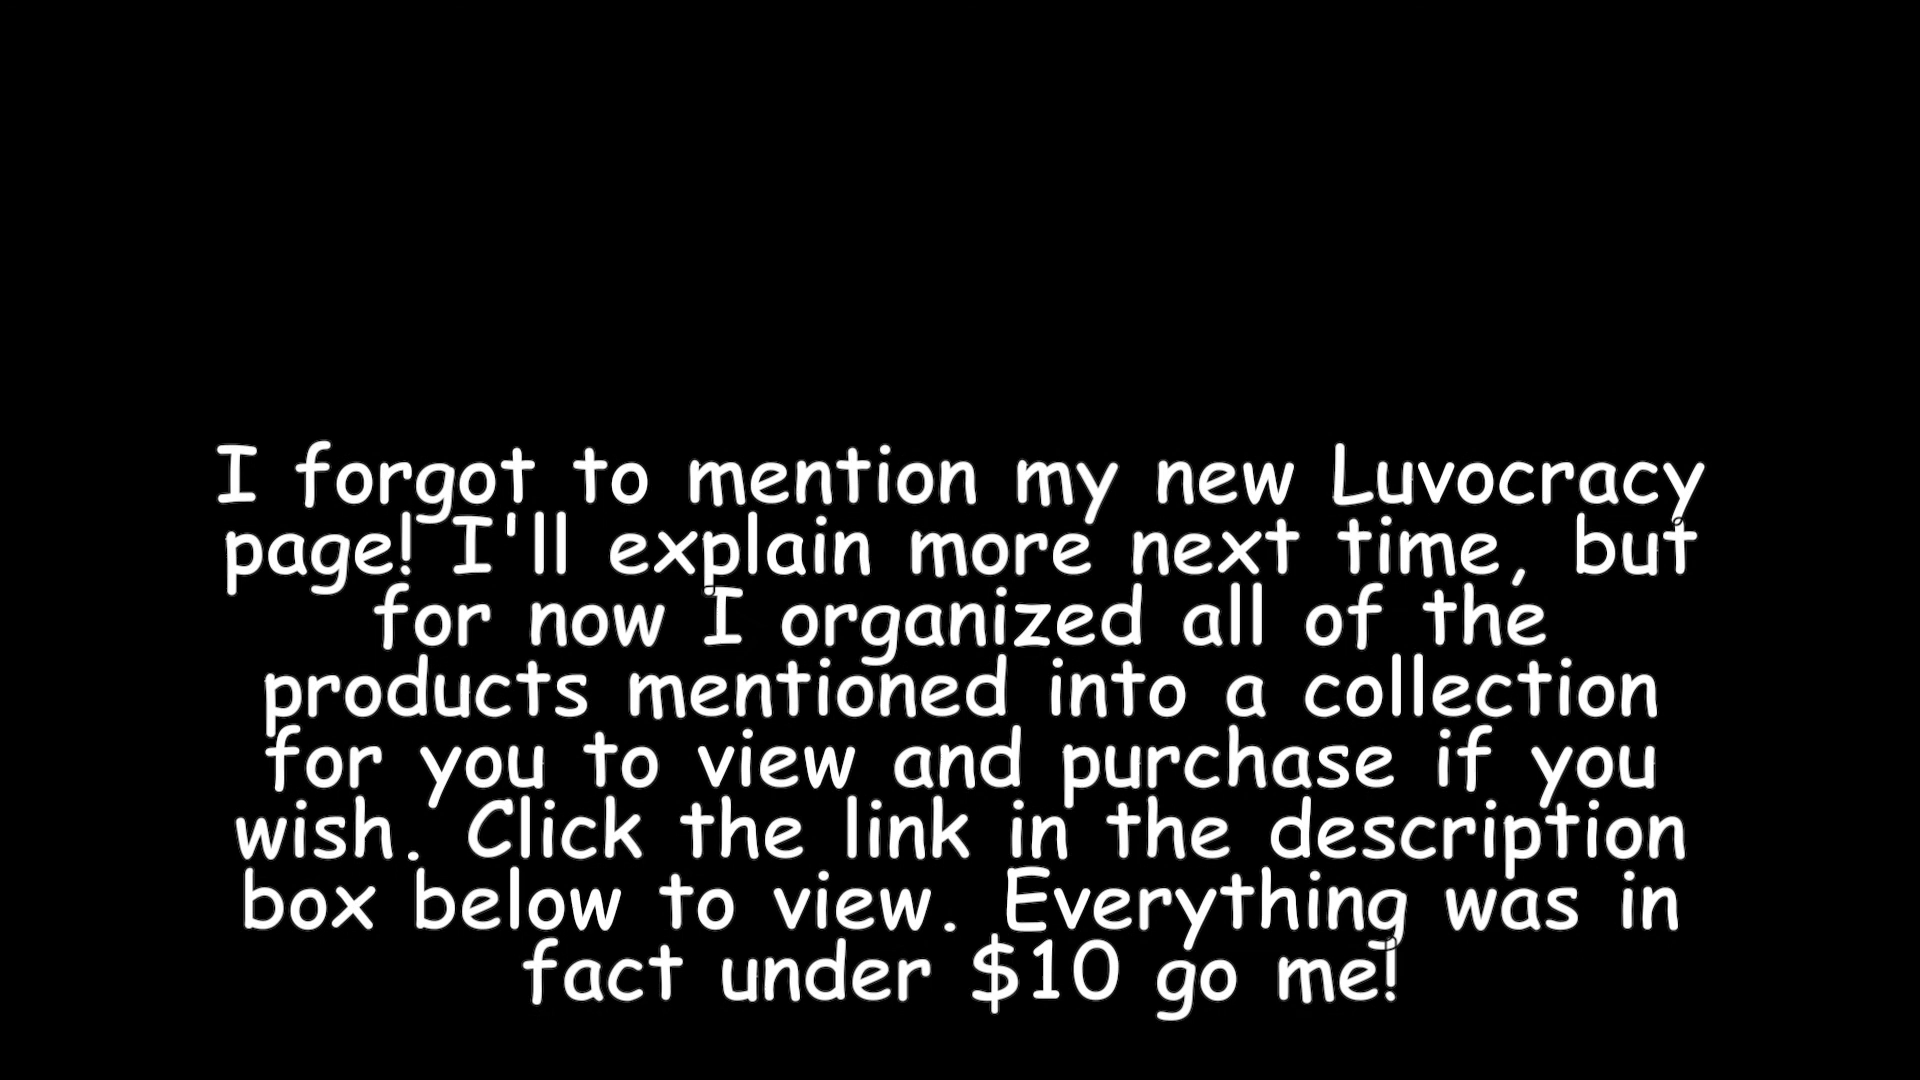 I forgot to mention my new Luvocracy
page! I'll explain more next time, but
for now I organized all of the
products mentioned into a collection
for you to view and purchase if you
wish. Click the link in the description
box below to view. Everything was in
fact under $10 go me!